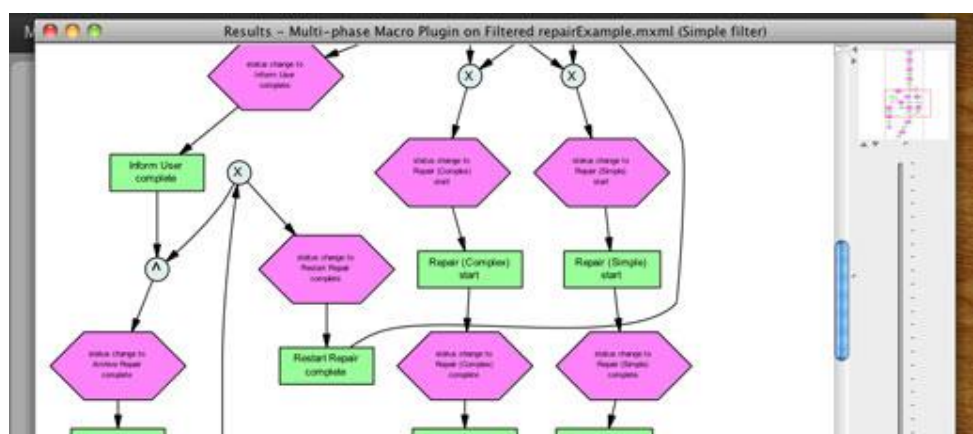 Results - Multi-phase Macro Plugin on Filtered repairExample.mxml (Simple filter)
status change to
Inform User
complete
X
X
Inform User
complete
X
status change to
Repair (Complex)
start
status change to
Repair (Simple)
start
status change to
Restart Repair
complete
Repair (Complex)
start
Repair (Simple)
start
^
status change to
Archive Repair
complete
Restart Repair
complete
status change to
Repair (Complex)
complete
status change to
Repair (Simple)
complete